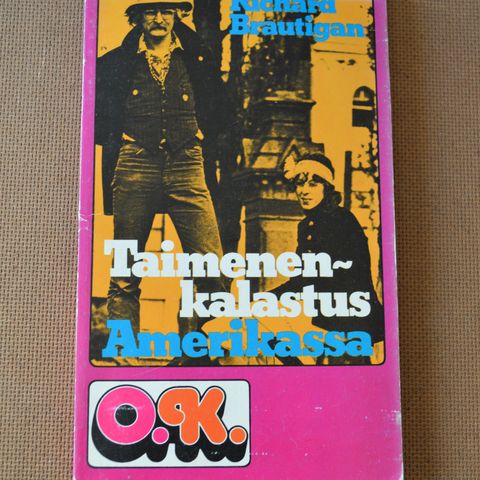 Richard
Brautigan
Taimenen~
kalastus
Amerikassa
O.K.